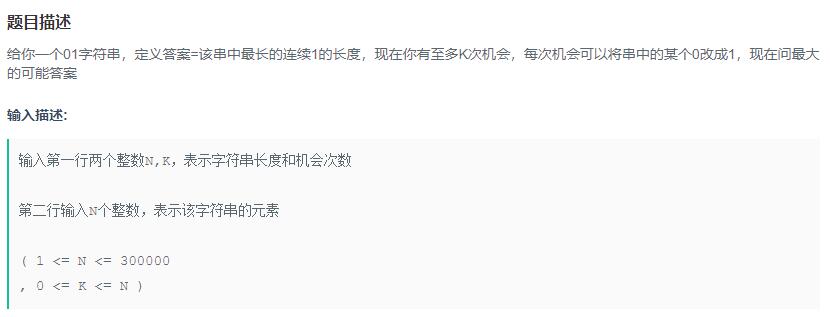 题目描述
给你一个01字符串，定义答案=该串中最长的连续1的长度，现在你有至多K次机会，每次机会可以将串中的某个0改成1，现在问最大
的可能答案
输入描述:
输入第一行两个整数N,K，表示字符串长度和机会次数
第二行输入N个整数，表示该字符串的元素
( 1 <= N <= 300000
, 0 <= K <= N )